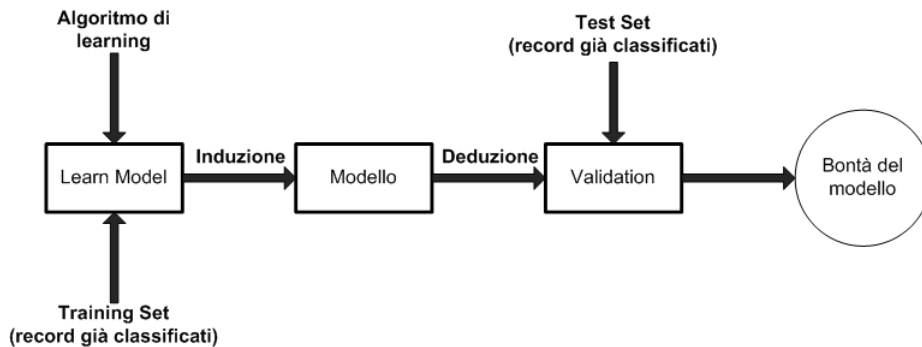 Algoritmo di
learning
Test Set
(record già classificati)
Learn Model
Induzione
Modello
Deduzione
Validation
Bontà del
modello
Training Set
(record già classificati)